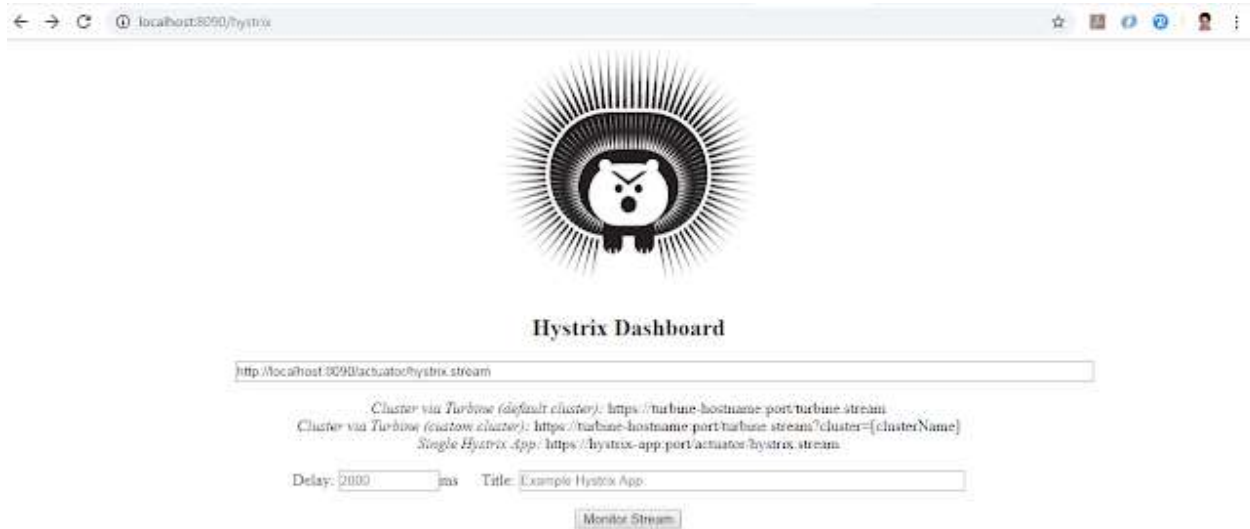 localhost:8090/hystrix
Hystrix Dashboard
http://localhost:8090/actuator/hystrix.stream
Cluster via Turbine (default cluster): https://turbine-hostname:port/turbine.stream
Cluster via Turbine (custom cluster): https://turbine-hostname:port/turbine.stream?cluster=[clusterName]
Single Hystrix App: https://hystrix-app:port/actuator/hystrix.stream
Delay: 2000 ms Title: Example Hystrix App
Monitor Stream